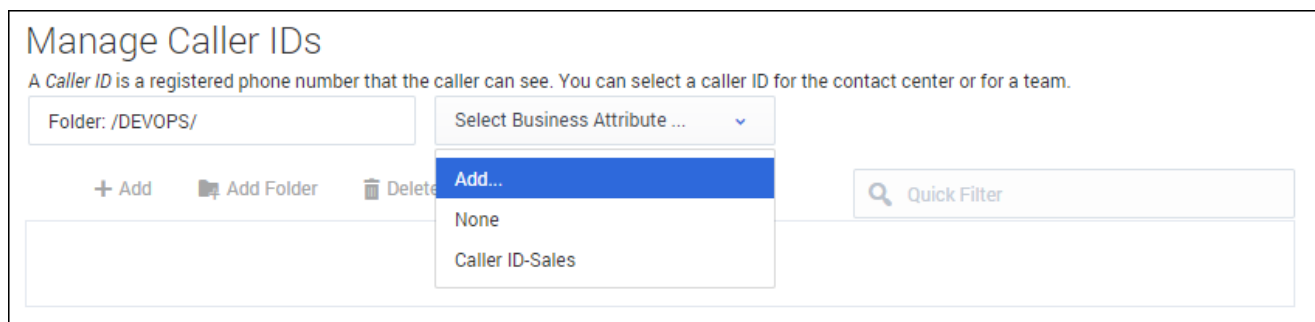 Manage Caller IDs
A Caller ID is a registered phone number that the caller can see. You can select a caller ID for the contact center or for a team.
Folder: /DEVOPS/
Select Business Attribute ...
Add...
None
Caller ID-Sales
+ Add
Add Folder
Delete
Quick Filter